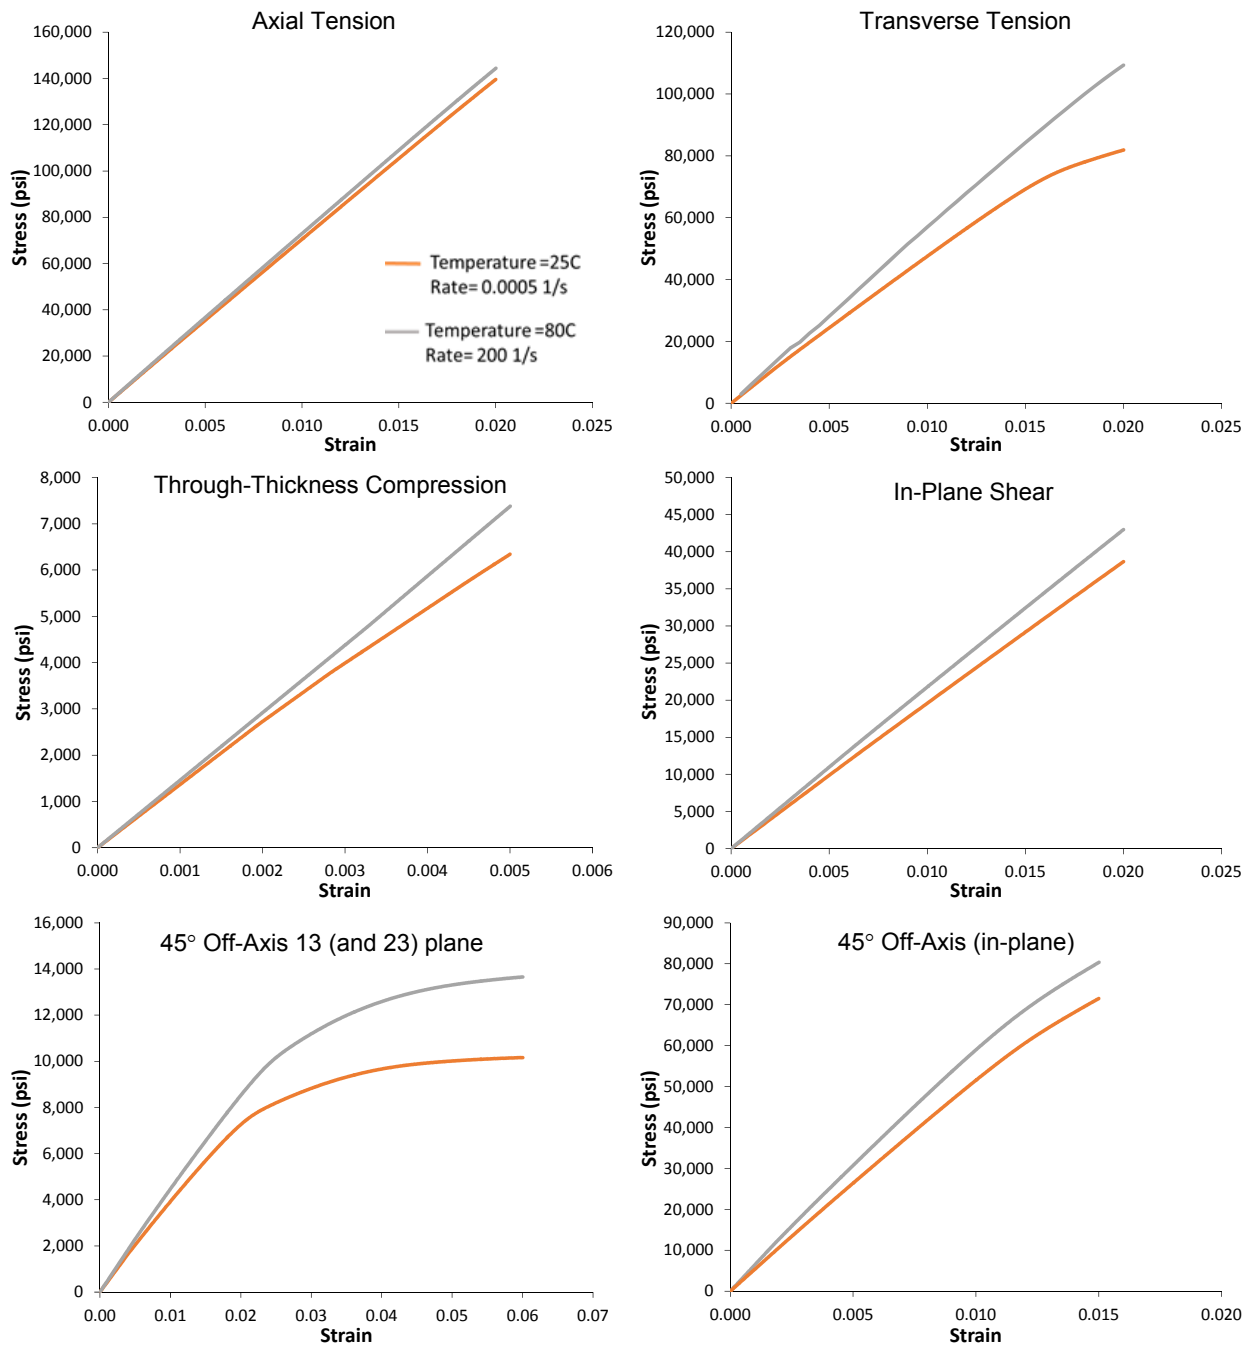 Axial Tension
160,000
140,000
120,000
100,000
80,000
60,000
40,000
20,000
0
Stress (psi)
0.000 0.005 0.010 0.015 0.020 0.025
Strain
Temperature =25C
Rate= 0.0005 1/s
Temperature =80C
Rate= 200 1/s
Transverse Tension
120,000
100,000
80,000
60,000
40,000
20,000
0
Stress (psi)
0.000 0.005 0.010 0.015 0.020 0.025
Strain
Through-Thickness Compression
8,000
7,000
6,000
5,000
4,000
3,000
2,000
1,000
0
Stress (psi)
0.000 0.001 0.002 0.003 0.004 0.005 0.006
Strain
In-Plane Shear
50,000
45,000
40,000
35,000
30,000
25,000
20,000
15,000
10,000
5,000
0
Stress (psi)
0.000 0.005 0.010 0.015 0.020 0.025
Strain
45° Off-Axis 13 (and 23) plane
16,000
14,000
12,000
10,000
8,000
6,000
4,000
2,000
0
Stress (psi)
0.00 0.01 0.02 0.03 0.04 0.05 0.06 0.07
Strain
45° Off-Axis (in-plane)
90,000
80,000
70,000
60,000
50,000
40,000
30,000
20,000
10,000
0
Stress (psi)
0.000 0.005 0.010 0.015 0.020
Strain